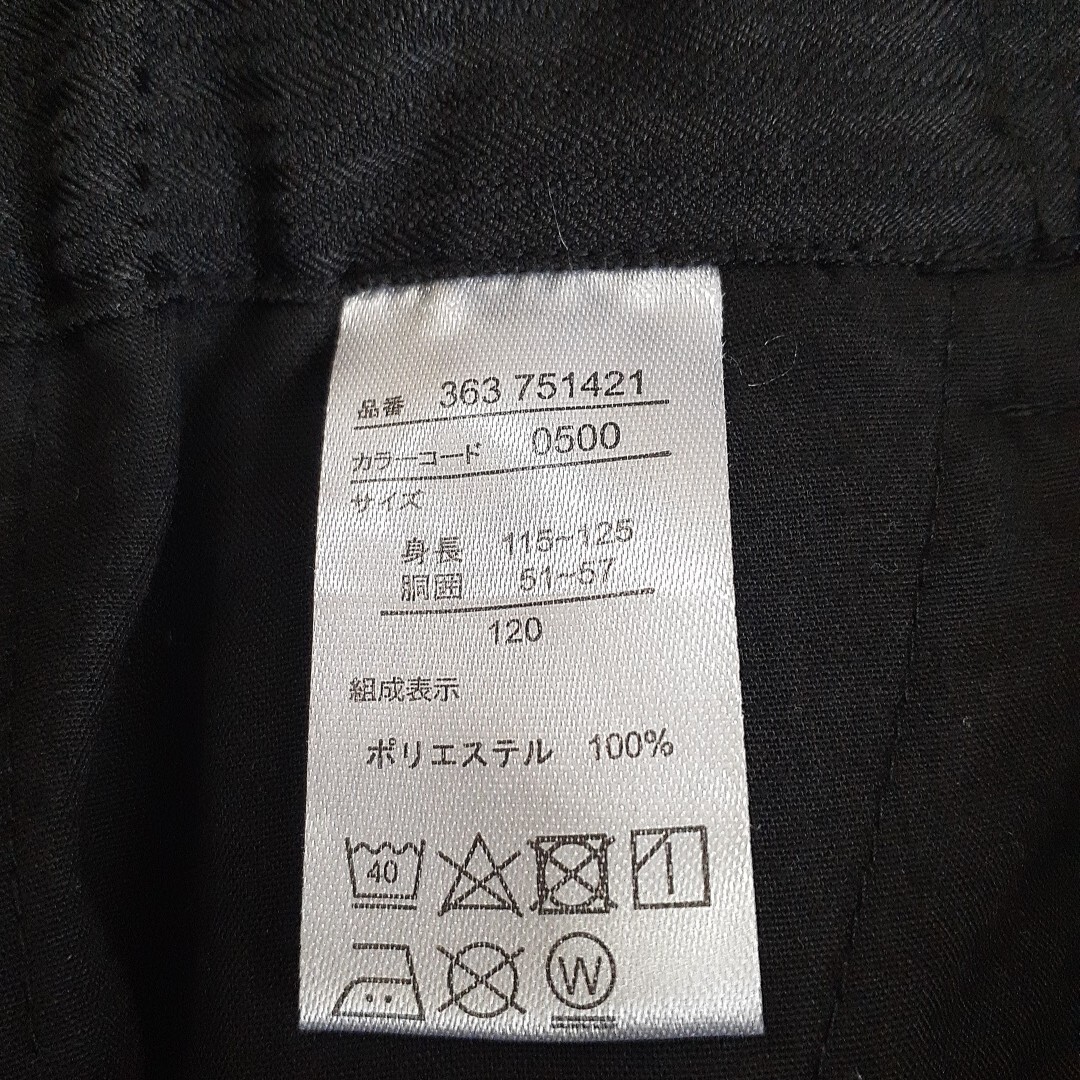 品番 363 751421
カラーコード 0500
サイズ
身長 115~125
胴囲 51~57
120
組成表示
ポリエステル 100%
40
W